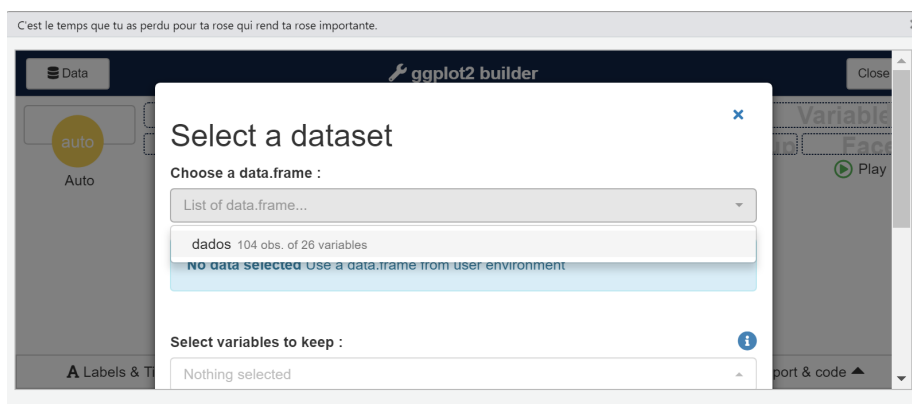 C'est le temps que tu as perdu pour ta rose qui rend ta rose importante.
Data
ggplot2 builder
Close
auto
Auto
Variable
up
Face
Play
Select a dataset
×
Choose a data.frame :
List of data.frame...
dados 104 obs. of 26 variables
No data selected Use a data.frame from user environment
Select variables to keep :
Nothing selected
A Labels & Ti
port & code